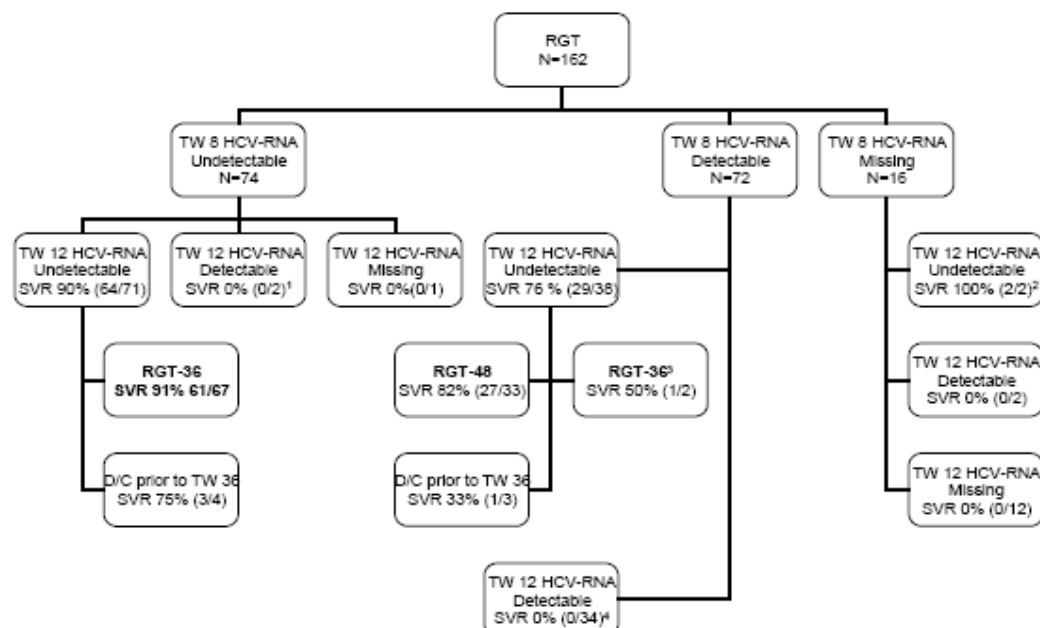 RGT
N=162
TW 8 HCV-RNA
Undetectable
N=74
TW 8 HCV-RNA
Detectable
N=72
TW 8 HCV-RNA
Missing
N=16
TW 12 HCV-RNA
Undetectable
SVR 90% (64/71)
TW 12 HCV-RNA
Detectable
SVR 0% (0/2)¹
TW 12 HCV-RNA
Missing
SVR 0%(0/1)
TW 12 HCV-RNA
Undetectable
SVR 76 % (29/38)
TW 12 HCV-RNA
Undetectable
SVR 100% (2/2)²
RGT-36
SVR 91% 61/67
RGT-48
SVR 82% (27/33)
RGT-36³
SVR 50% (1/2)
TW 12 HCV-RNA
Detectable
SVR 0% (0/2)
D/C prior to TW 36
SVR 75% (3/4)
D/C prior to TW 36
SVR 33% (1/3)
TW 12 HCV-RNA
Missing
SVR 0% (0/12)
TW 12 HCV-RNA
Detectable
SVR 0% (0/34)⁴